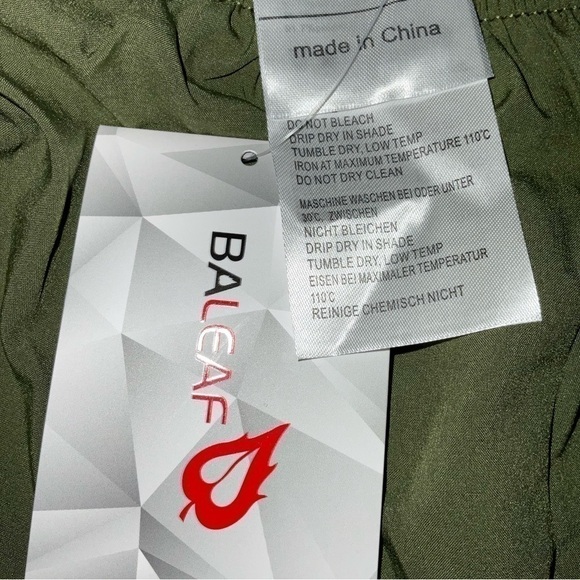 made in China
DO NOT BLEACH
DRIP DRY IN SHADE
TUMBLE DRY, LOW TEMP
IRON AT MAXIMUM TEMPERATURE 110℃
DO NOT DRY CLEAN
MASCHINE WASCHEN BEI ODER UNTER
30℃, ZWISCHEN
NICHT BLEICHEN
DRIP DRY IN SHADE
TUMBLE DRY, LOW TEMP
EISEN BEI MAXIMALER TEMPERATUR
110℃
REINIGE CHEMISCH NICHT
BALEAF